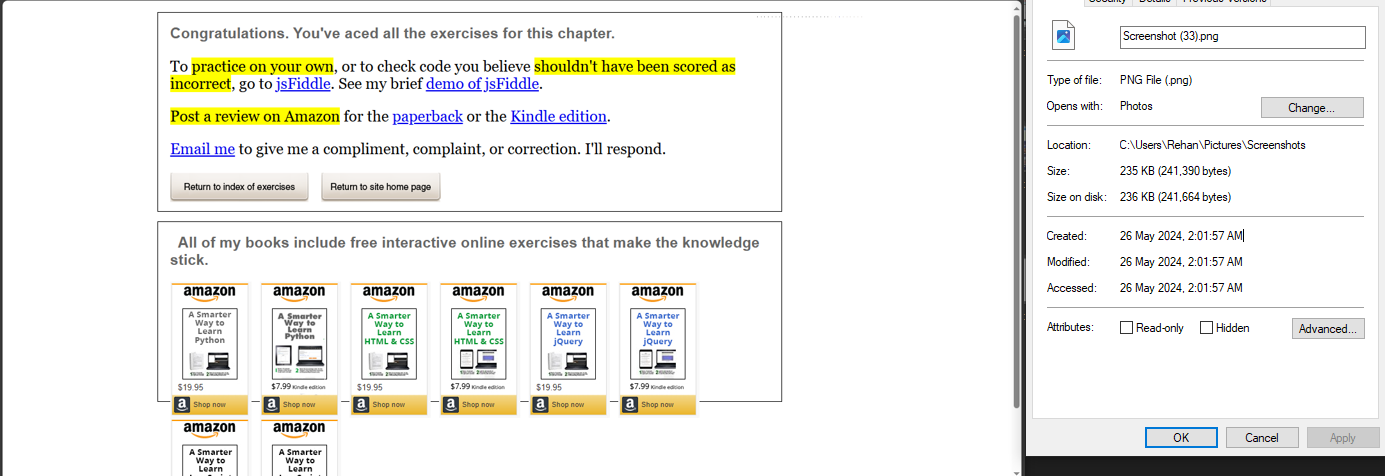 Congratulations. You've aced all the exercises for this chapter.
To practice on your own, or to check code you believe shouldn't have been scored as
incorrect, go to jsFiddle. See my brief demo of jsFiddle.
Post a review on Amazon for the paperback or the Kindle edition.
Email me to give me a compliment, complaint, or correction. I'll respond.
Return to index of exercises
Return to site home page
All of my books include free interactive online exercises that make the knowledge
stick.
amazon
A Smarter
Way to
Learn
Python
$19.95
Shop now
amazon
A Smarter
Way to
Learn
Python
$7.99 Kindle edition
Shop now
amazon
A Smarter
Way to
Learn
HTML & CSS
$19.95
Shop now
amazon
A Smarter
Way to
Learn
HTML & CSS
$7.99 Kindle edition
Shop now
amazon
A Smarter
Way to
Learn
jQuery
$19.95
Shop now
amazon
A Smarter
Way to
Learn
jQuery
$7.99 Kindle edition
Shop now
amazon
A Smarter
Way to
Learn
amazon
A Smarter
Way to
Learn
Security Details Previous Versions
Screenshot (33).png
Type of file: PNG File (.png)
Opens with: Photos Change...
Location: C:\Users\Rehan\Pictures\Screenshots
Size: 235 KB (241,390 bytes)
Size on disk: 236 KB (241,664 bytes)
Created: 26 May 2024, 2:01:57 AM
Modified: 26 May 2024, 2:01:57 AM
Accessed: 26 May 2024, 2:01:57 AM
Attributes: Read-only Hidden Advanced...
OK Cancel Apply